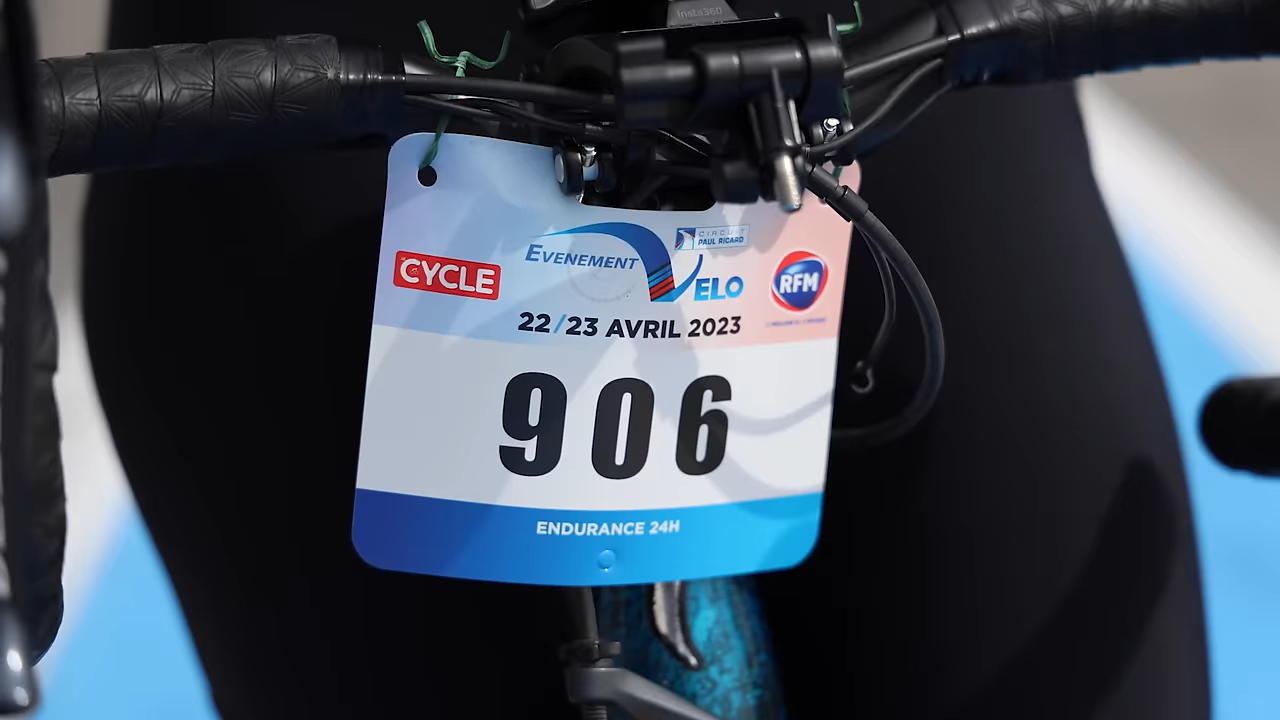 Insta360
CIRCUIT
PAUL RICARD
EVENEMENT
VELO
CYCLE
RFM
22/23 AVRIL 2023
906
ENDURANCE 24H